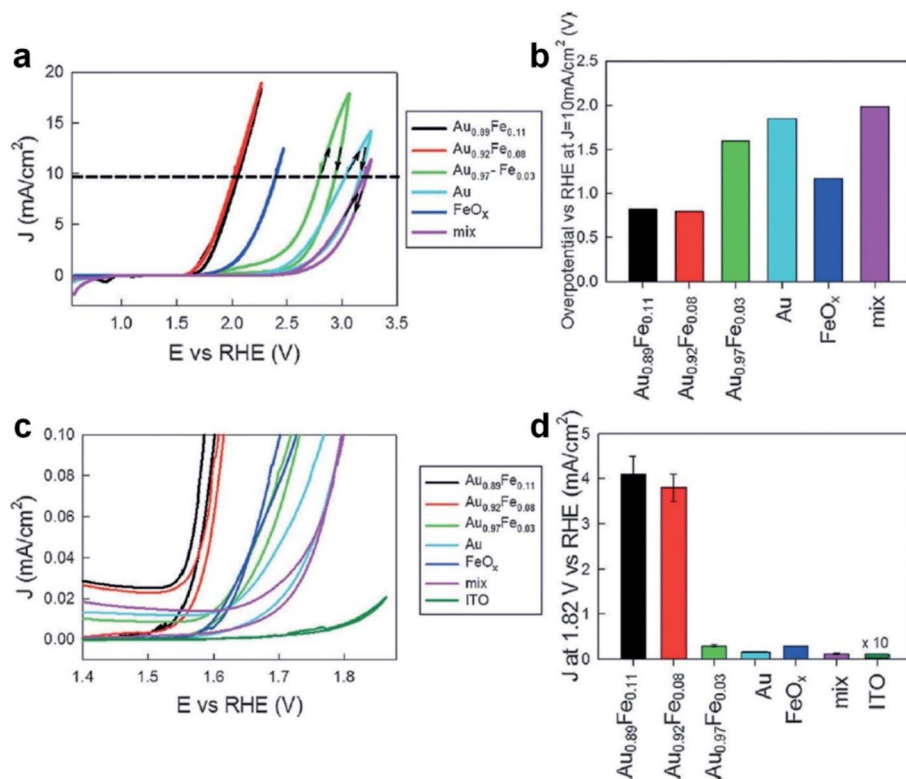 a
J (mA/cm²)
20
15
10
5
0
1.0 1.5 2.0 2.5 3.0 3.5
E vs RHE (V)
Au₀.₈₉Fe₀.₁₁
Au₀.₉₂Fe₀.₀₈
Au₀.₉₇- Fe₀.₀₃
Au
FeOₓ
mix
b
Overpotential vs RHE at J=10mA/cm² (V)
2.5
2.0
1.5
1.0
0.5
0.0
Au₀.₈₉Fe₀.₁₁
Au₀.₉₂Fe₀.₀₈
Au₀.₉₇Fe₀.₀₃
Au
FeOₓ
mix
c
J (mA/cm²)
0.10
0.08
0.06
0.04
0.02
0.00
1.4 1.5 1.6 1.7 1.8
E vs RHE (V)
Au₀.₈₉Fe₀.₁₁
Au₀.₉₂Fe₀.₀₈
Au₀.₉₇Fe₀.₀₃
Au
FeOₓ
mix
ITO
d
J at 1.82 V vs RHE (mA/cm²)
5
4
3
2
1
0
x 10
Au₀.₈₉Fe₀.₁₁
Au₀.₉₂Fe₀.₀₈
Au₀.₉₇Fe₀.₀₃
Au
FeOₓ
mix
ITO